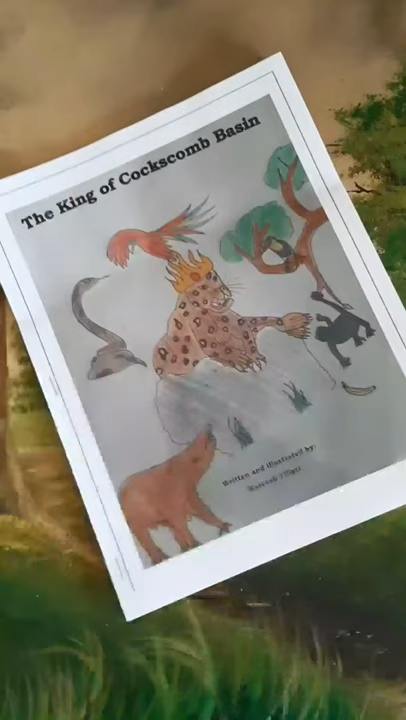 The King of Cockscomb Basin
Written and illustrated by: